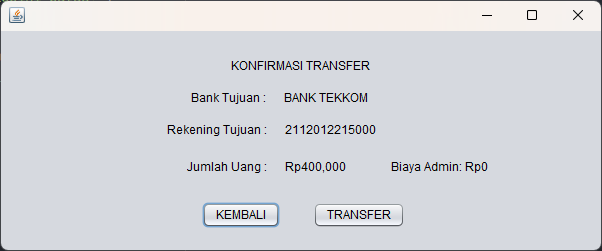 KONFIRMASI TRANSFER
Bank Tujuan : BANK TEKKOM
Rekening Tujuan : 2112012215000
Jumlah Uang : Rp400,000 Biaya Admin: Rp0
KEMBALI TRANSFER